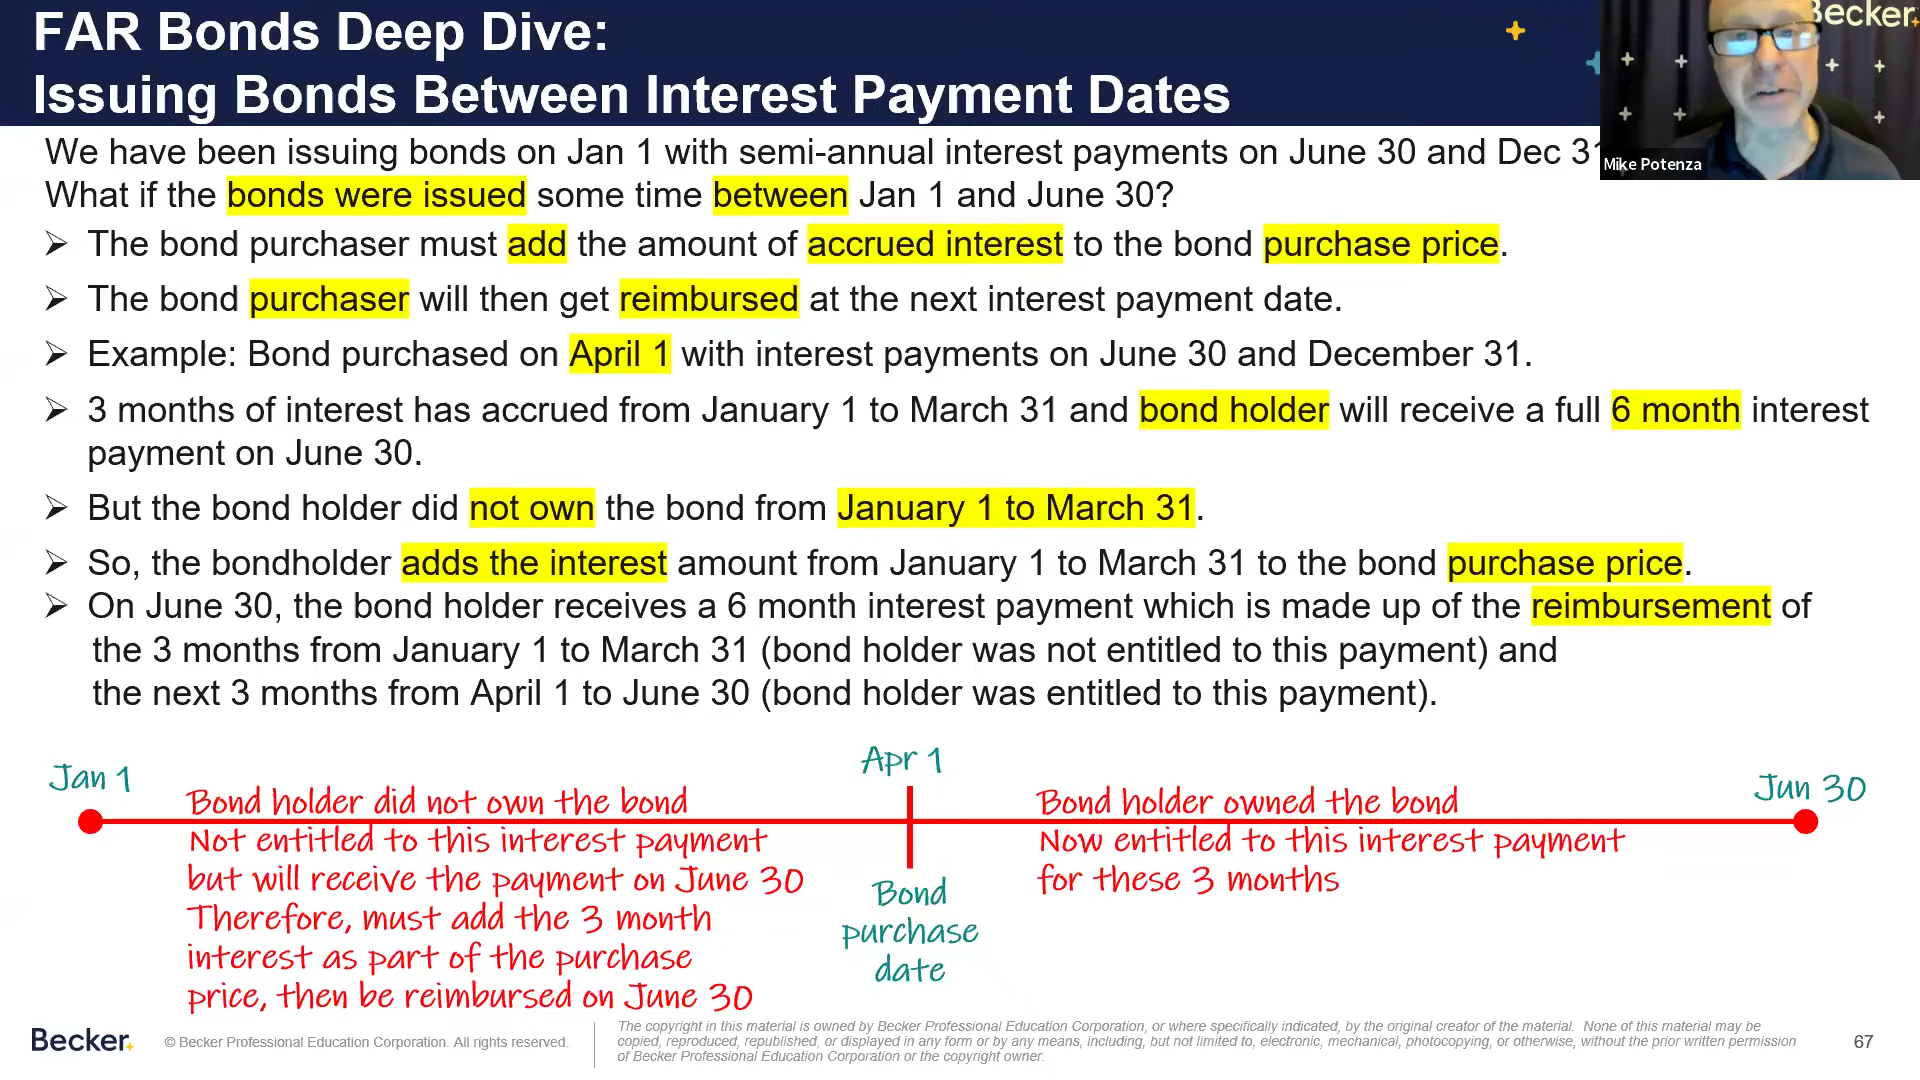 FAR Bonds Deep Dive:
Issuing Bonds Between Interest Payment Dates
Becker
Mike Potenza
We have been issuing bonds on Jan 1 with semi-annual interest payments on June 30 and Dec 31
What if the bonds were issued some time between Jan 1 and June 30?
➢ The bond purchaser must add the amount of accrued interest to the bond purchase price.
➢ The bond purchaser will then get reimbursed at the next interest payment date.
➢ Example: Bond purchased on April 1 with interest payments on June 30 and December 31.
➢ 3 months of interest has accrued from January 1 to March 31 and bond holder will receive a full 6 month interest
payment on June 30.
➢ But the bond holder did not own the bond from January 1 to March 31.
➢ So, the bondholder adds the interest amount from January 1 to March 31 to the bond purchase price.
➢ On June 30, the bond holder receives a 6 month interest payment which is made up of the reimbursement of
the 3 months from January 1 to March 31 (bond holder was not entitled to this payment) and
the next 3 months from April 1 to June 30 (bond holder was entitled to this payment).
Jan 1
Bond holder did not own the bond
Not entitled to this interest payment
but will receive the payment on June 30
Therefore, must add the 3 month
interest as part of the purchase
price, then be reimbursed on June 30
Apr 1
Bond
purchase
date
Bond holder owned the bond
Now entitled to this interest payment
for these 3 months
Jun 30
Becker.
© Becker Professional Education Corporation. All rights reserved.
The copyright in this material is owned by Becker Professional Education Corporation, or where specifically indicated, by the original creator of the material. None of this material may be
copied, reproduced, republished, or displayed in any form or by any means, including, but not limited to, electronic, mechanical, photocopying, or otherwise, without the prior written permission
of Becker Professional Education Corporation or the copyright owner.
67